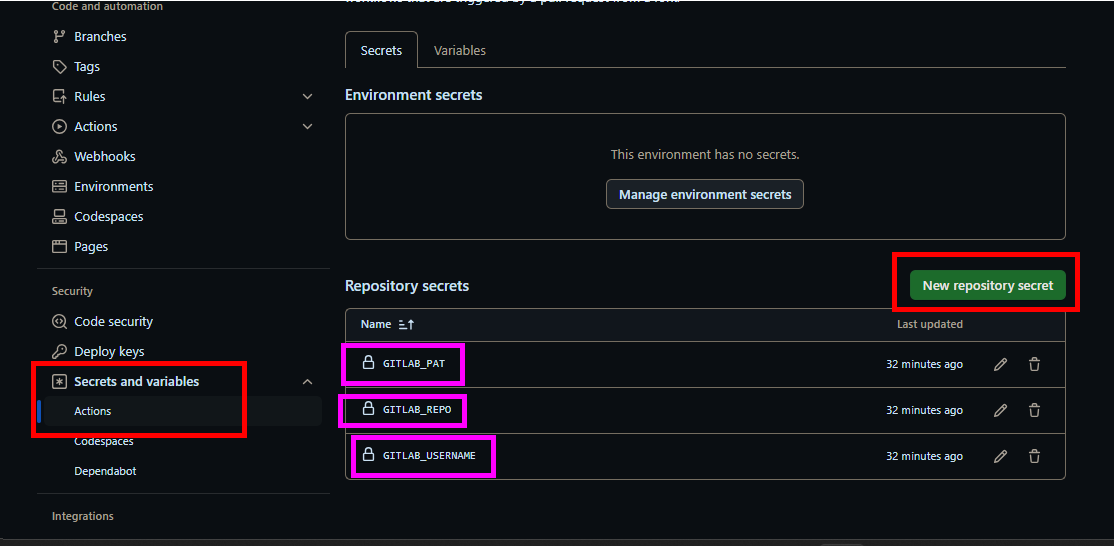 Code and automation
Branches
Tags
Rules
Actions
Webhooks
Environments
Codespaces
Pages
Security
Code security
Deploy keys
Secrets and variables
Actions
Codespaces
Dependabot
Integrations
Secrets Variables
Environment secrets
This environment has no secrets.
Manage environment secrets
Repository secrets
New repository secret
Name Last updated
GITLAB_PAT 32 minutes ago
GITLAB_REPO 32 minutes ago
GITLAB_USERNAME 32 minutes ago